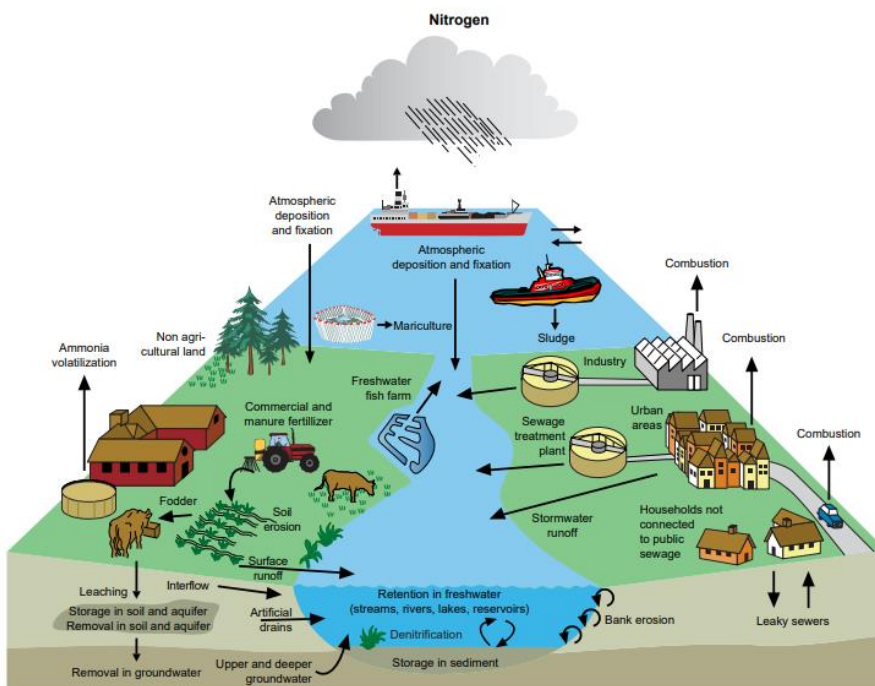 Nitrogen
Atmospheric
deposition
and fixation
Atmospheric
deposition and fixation
Combustion
Mariculture
Sludge
Non agri-
cultural land
Ammonia
volatilization
Combustion
Industry
Freshwater
fish farm
Commercial and
manure fertilizer
Urban
areas
Sewage
treatment
plant
Combustion
Fodder
Soil
erosion
Stormwater
runoff
Households not
connected
to public
sewage
Surface
runoff
Leaching
Interflow
Retention in freshwater
(streams, rivers, lakes, reservoirs)
Storage in soil and aquifer
Removal in soil and aquifer
Artificial
drains
Bank erosion
Leaky sewers
Denitrification
Removal in groundwater
Upper and deeper
groundwater
Storage in sediment